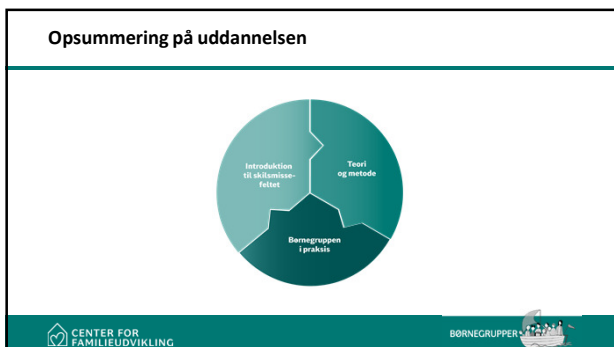 Opsummering på uddannelsen
Introduktion
til skilsmisse-
feltet
Teori
og metode
Børnegruppen
i praksis
CENTER FOR
FAMILIEUDVIKLING
BØRNEGRUPPER